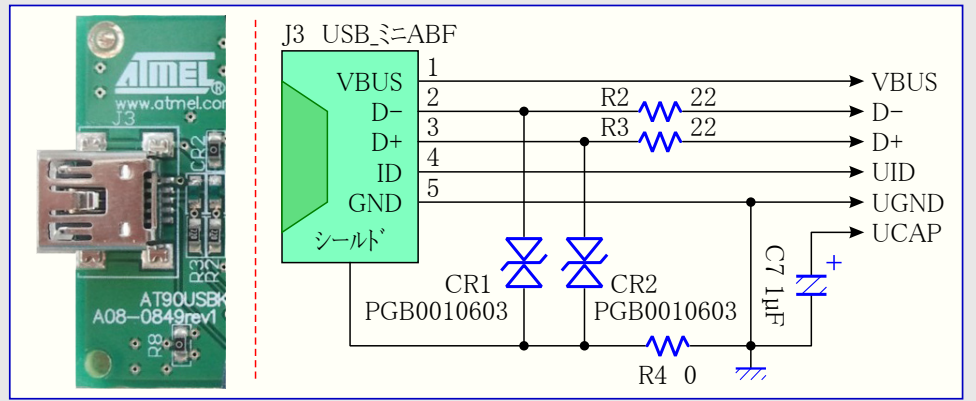 ATMEL®
www.atmel.co
J3
CR2
R3
R2
AT90USBK
A08-0849rev1
R8
J3 USB_ミニABF
VBUS
D-
D+
ID
GND
シールド
1
2
3
4
5
R2 22
R3 22
VBUS
D-
D+
UID
UGND
UCAP
CR1
PGB0010603
CR2
PGB0010603
C7 1μF
+
R4 0